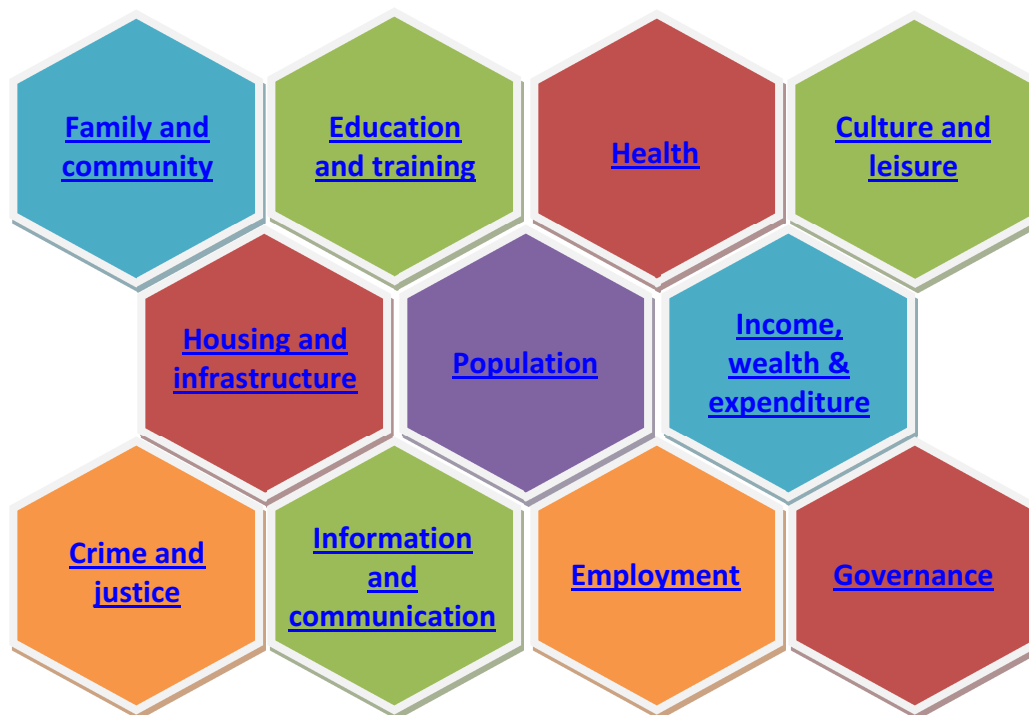 Family and
community
Education
and training
Health
Culture and
leisure
Housing and
infrastructure
Population
Income,
wealth &
expenditure
Crime and
justice
Information
and
communication
Employment
Governance